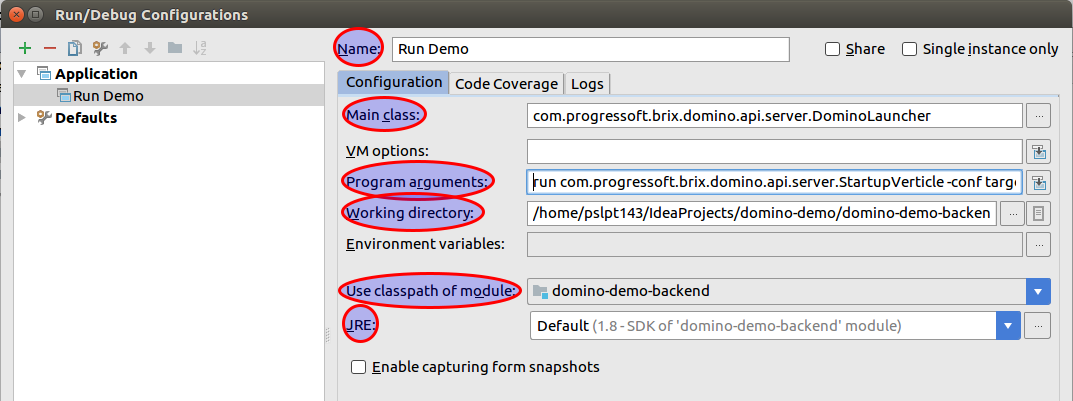 Run/Debug Configurations
Name: Run Demo Share Single instance only
Application
Run Demo
Defaults
Configuration Code Coverage Logs
Main class: com.progressoft.brix.domino.api.server.DominoLauncher ...
VM options:
Program arguments: run com.progressoft.brix.domino.api.server.StartupVerticle -conf targe
Working directory: /home/pslpt143/IdeaProjects/domino-demo/domino-demo-backen ...
Environment variables: ...
Use classpath of module: domino-demo-backend
JRE: Default (1.8 - SDK of 'domino-demo-backend' module) ...
Enable capturing form snapshots